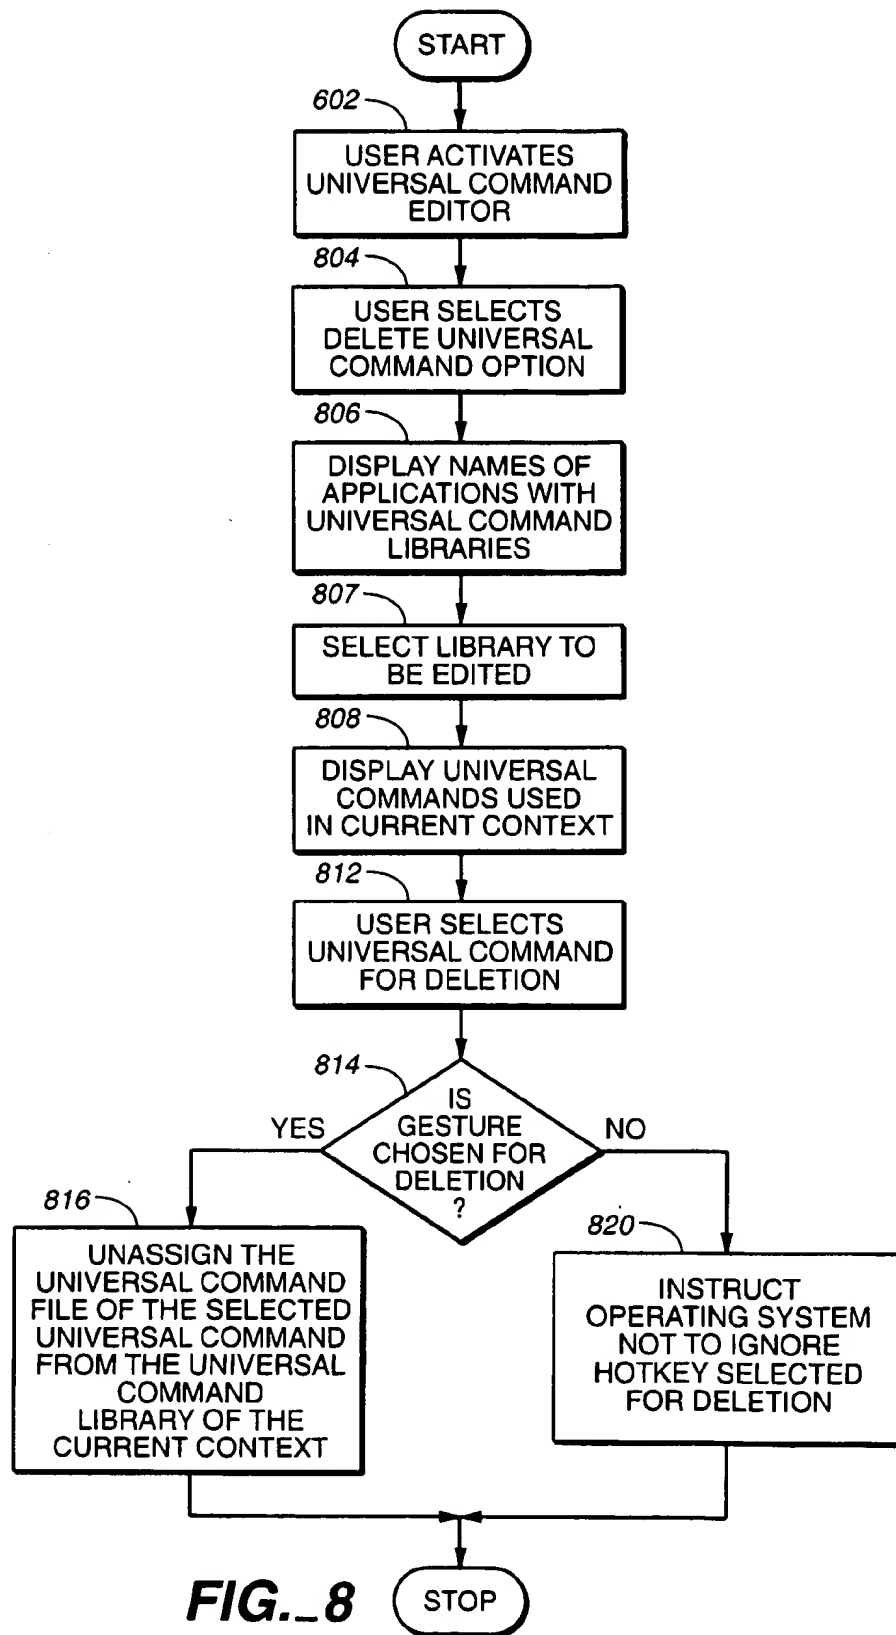 START
602
USER ACTIVATES
UNIVERSAL COMMAND
EDITOR
804
USER SELECTS
DELETE UNIVERSAL
COMMAND OPTION
806
DISPLAY NAMES OF
APPLICATIONS WITH
UNIVERSAL COMMAND
LIBRARIES
807
SELECT LIBRARY TO
BE EDITED
808
DISPLAY UNIVERSAL
COMMANDS USED
IN CURRENT CONTEXT
812
USER SELECTS
UNIVERSAL COMMAND
FOR DELETION
814
IS
GESTURE
CHOSEN FOR
DELETION
?
YES
NO
816
UNASSIGN THE
UNIVERSAL COMMAND
FILE OF THE SELECTED
UNIVERSAL COMMAND
FROM THE UNIVERSAL
COMMAND
LIBRARY OF THE
CURRENT CONTEXT
820
INSTRUCT
OPERATING SYSTEM
NOT TO IGNORE
HOTKEY SELECTED
FOR DELETION
STOP
FIG._8